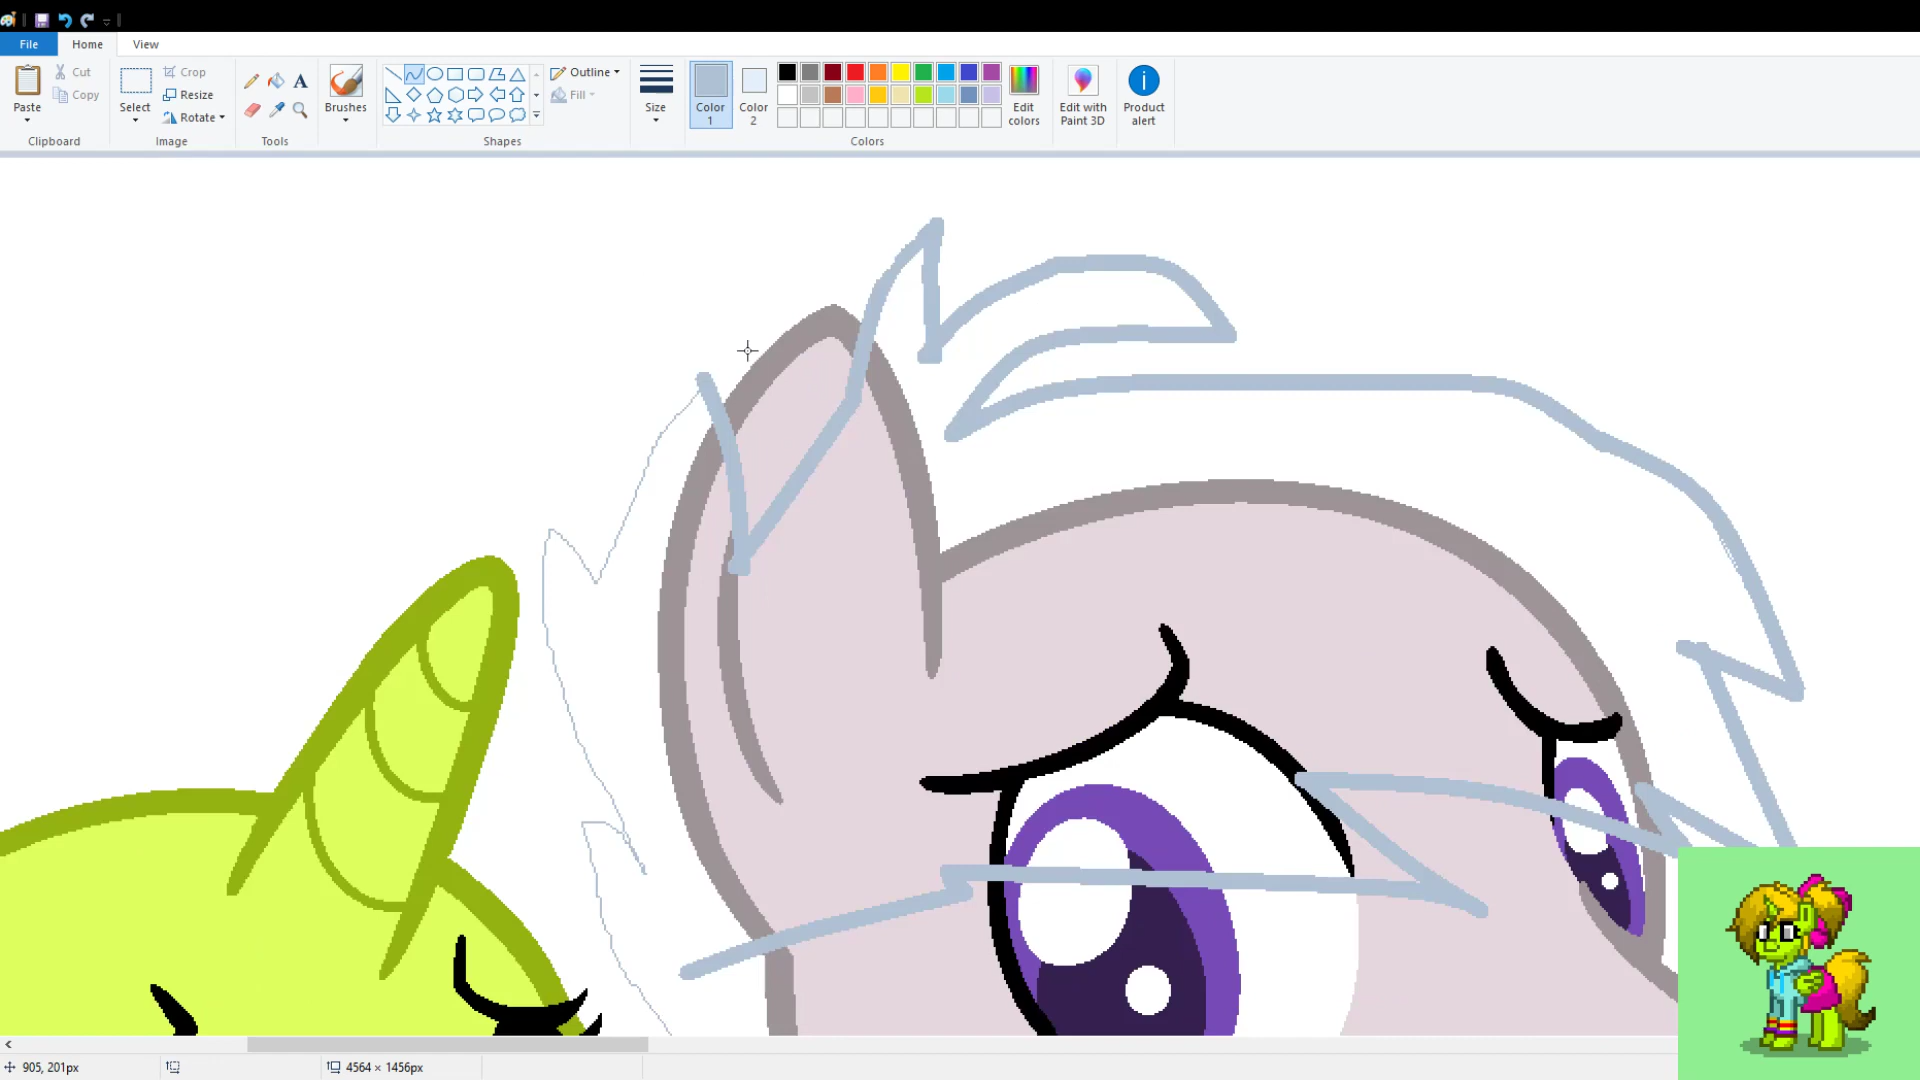 File Home View
Paste
Cut
Copy
Clipboard
Select
Crop
Resize
Rotate
Image
A
Tools
Brushes
Outline
Fill
Shapes
Size
Color 1
Color 2
Edit colors
Colors
Edit with Paint 3D
Product alert
905, 201px
4564 × 1456px